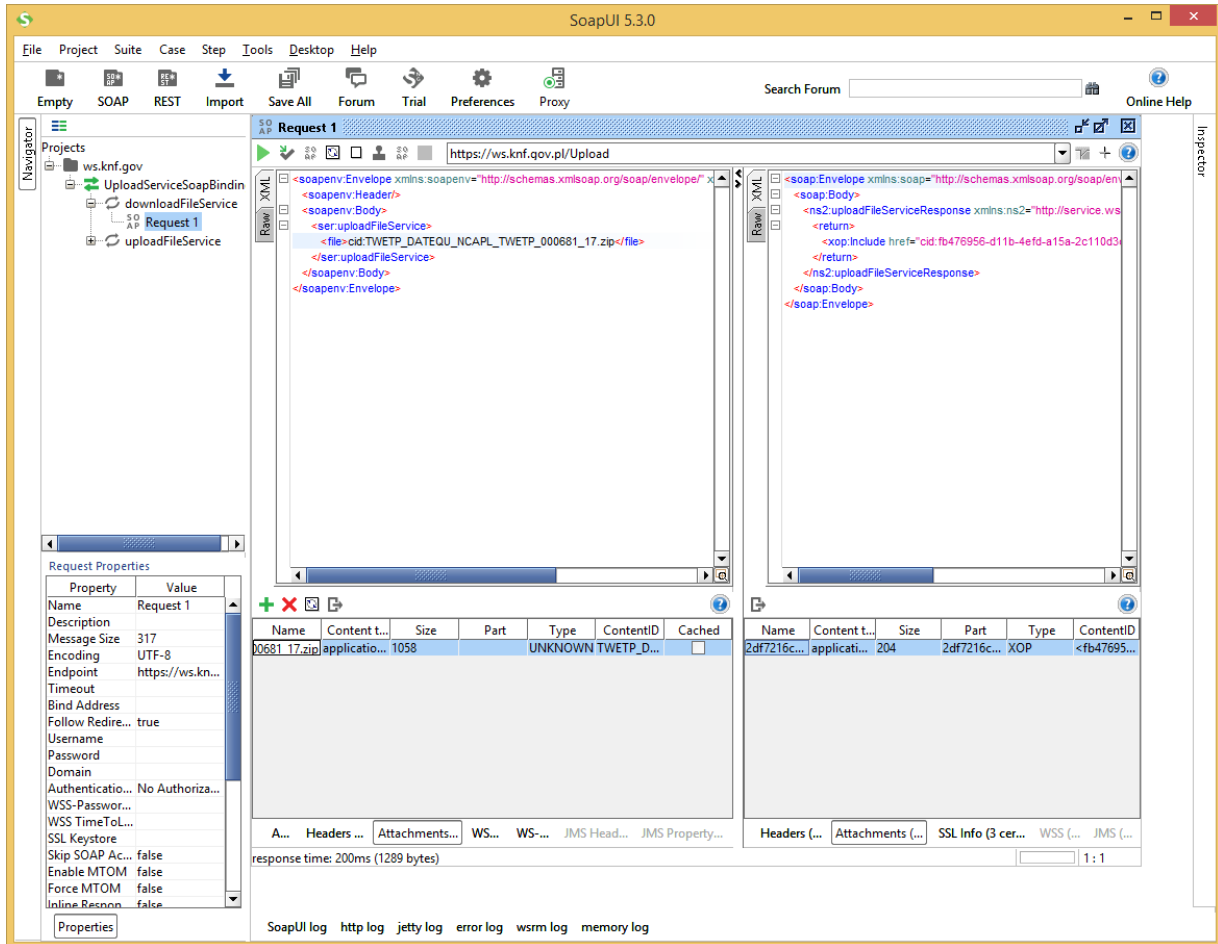 SoapUI 5.3.0
File Project Suite Case Step Tools Desktop Help
Empty SOAP REST Import Save All Forum Trial Preferences Proxy Search Forum Online Help
Navigator
Projects
ws.knf.gov
UploadServiceSoapBindin
downloadFileService
SO AP Request 1
uploadFileService
Request Properties
Property Value
Name Request 1
Description
Message Size 317
Encoding UTF-8
Endpoint https://ws.kn...
Timeout
Bind Address
Follow Redire... true
Username
Password
Domain
Authenticatio... No Authoriza...
WSS-Passwor...
WSS TimeToL...
SSL Keystore
Skip SOAP Ac... false
Enable MTOM false
Force MTOM false
Inline Respon false
Properties
SO AP Request 1
https://ws.knf.gov.pl/Upload
XML
Raw
<soapenv:Envelope xmlns:soapenv="http://schemas.xmlsoap.org/soap/envelope/" x
<soapenv:Header/>
<soapenv:Body>
<ser:uploadFileService>
<file>cid:TWETP_DATEQU_NCAPL_TWETP_000681_17.zip</file>
</ser:uploadFileService>
</soapenv:Body>
</soapenv:Envelope>
Name Content t... Size Part Type ContentID Cached
00681_17.zip applicatio... 1058 UNKNOWN TWETP_D...
A... Headers ... Attachments... WS... WS-... JMS Head... JMS Property...
response time: 200ms (1289 bytes)
XML
Raw
<soap:Envelope xmlns:soap="http://schemas.xmlsoap.org/soap/env
<soap:Body>
<ns2:uploadFileServiceResponse xmlns:ns2="http://service.ws
<return>
<xop:Include href="cid:fb476956-d11b-4efd-a15a-2c110d3
</return>
</ns2:uploadFileServiceResponse>
</soap:Body>
</soap:Envelope>
Name Content t... Size Part Type ContentID
2df7216c... applicati... 204 2df7216c... XOP <fb47695...
Headers (... Attachments (... SSL Info (3 cer... WSS (... JMS (...
1 : 1
Inspector
SoapUI log http log jetty log error log wsrm log memory log